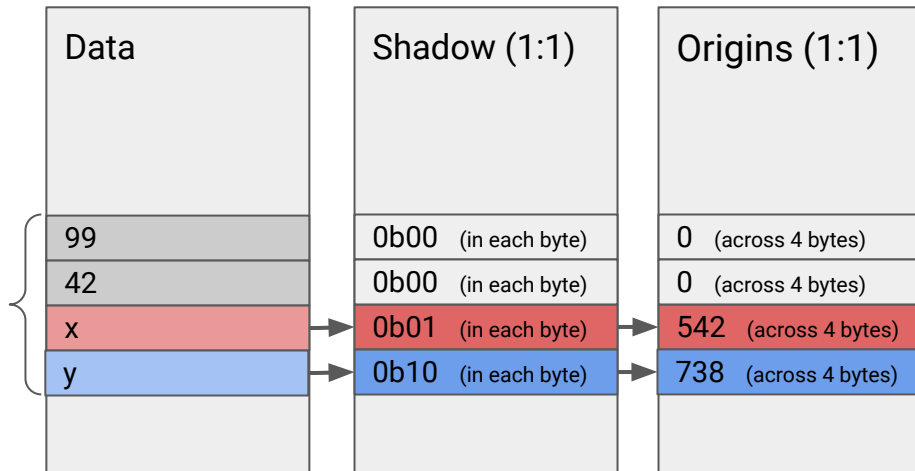 Data Shadow (1:1) Origins (1:1)
99 0b00 (in each byte) 0 (across 4 bytes)
42 0b00 (in each byte) 0 (across 4 bytes)
x 0b01 (in each byte) 542 (across 4 bytes)
y 0b10 (in each byte) 738 (across 4 bytes)